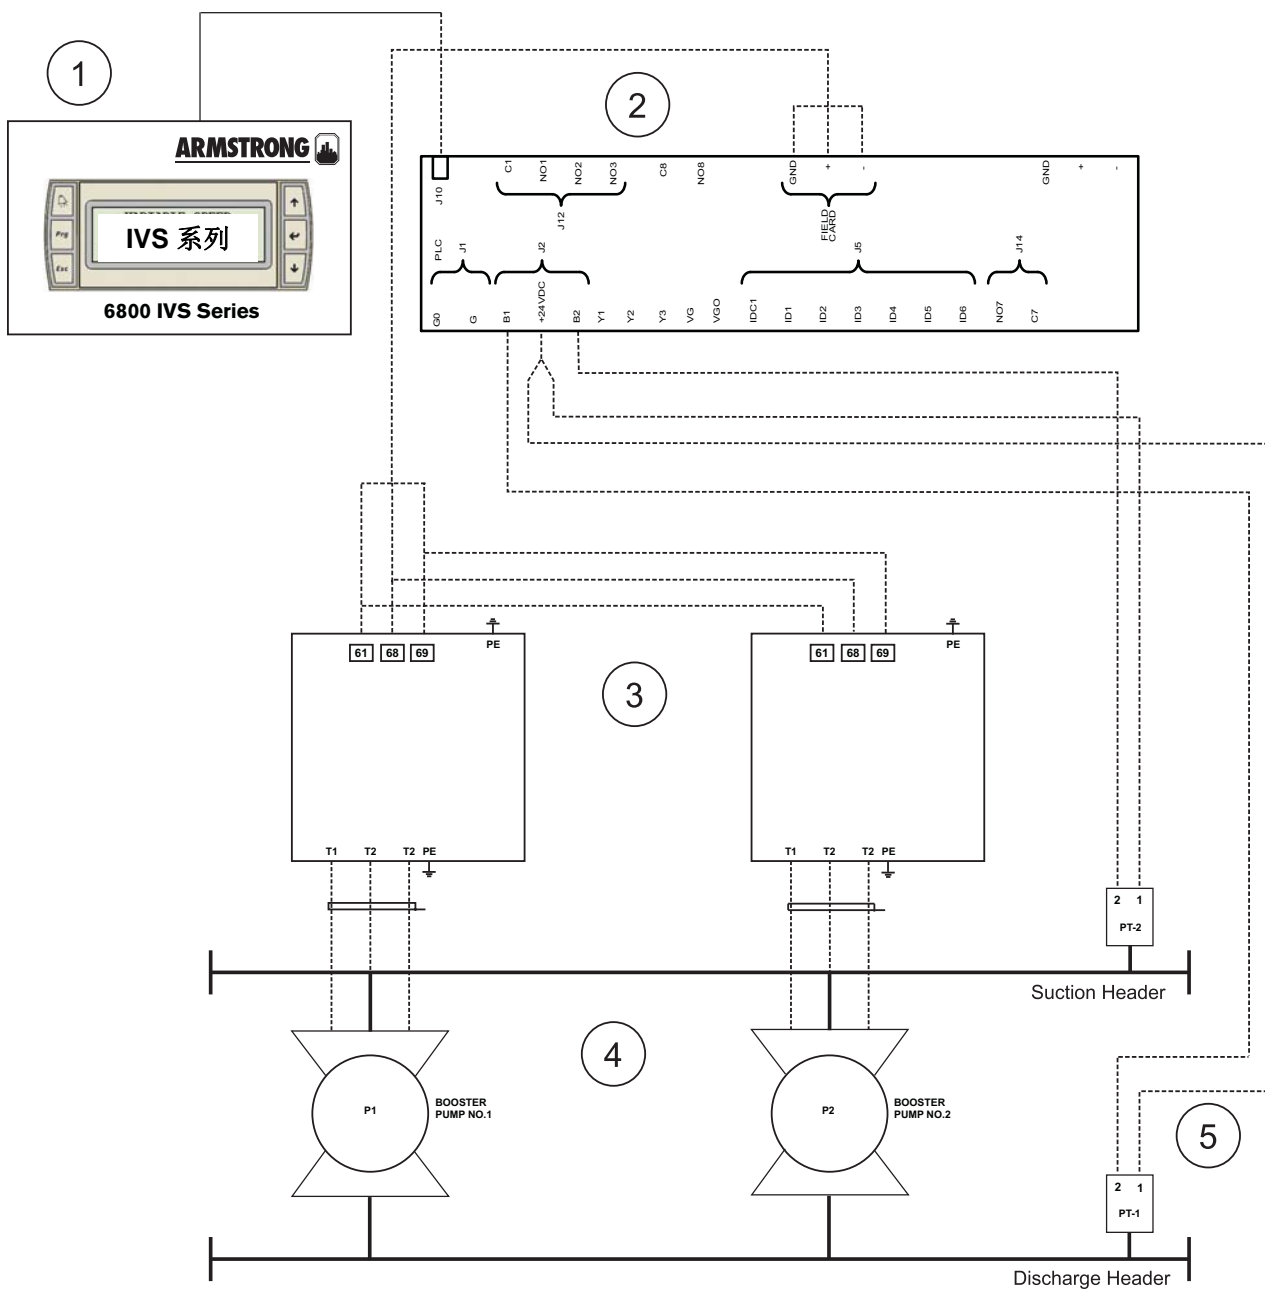 1
2
ARMSTRONG
Prg
Esc
IVS 系列
6800 IVS Series
J10
C1
NO1
NO2
NO3
J12
C8
NO8
GND
+
-
FIELD
CARD
GND
+
-
PLC
J1
J2
J5
J14
G0
G
B1
+24VDC
B2
Y1
Y2
Y3
VG
VGO
IDC1
ID1
ID2
ID3
ID4
ID5
ID6
NO7
C7
61
68
69
PE
3
61
68
69
PE
T1
T2
T2
PE
T1
T2
T2
PE
2 1
PT-2
Suction Header
4
P1
BOOSTER
PUMP NO.1
P2
BOOSTER
PUMP NO.2
5
2 1
PT-1
Discharge Header